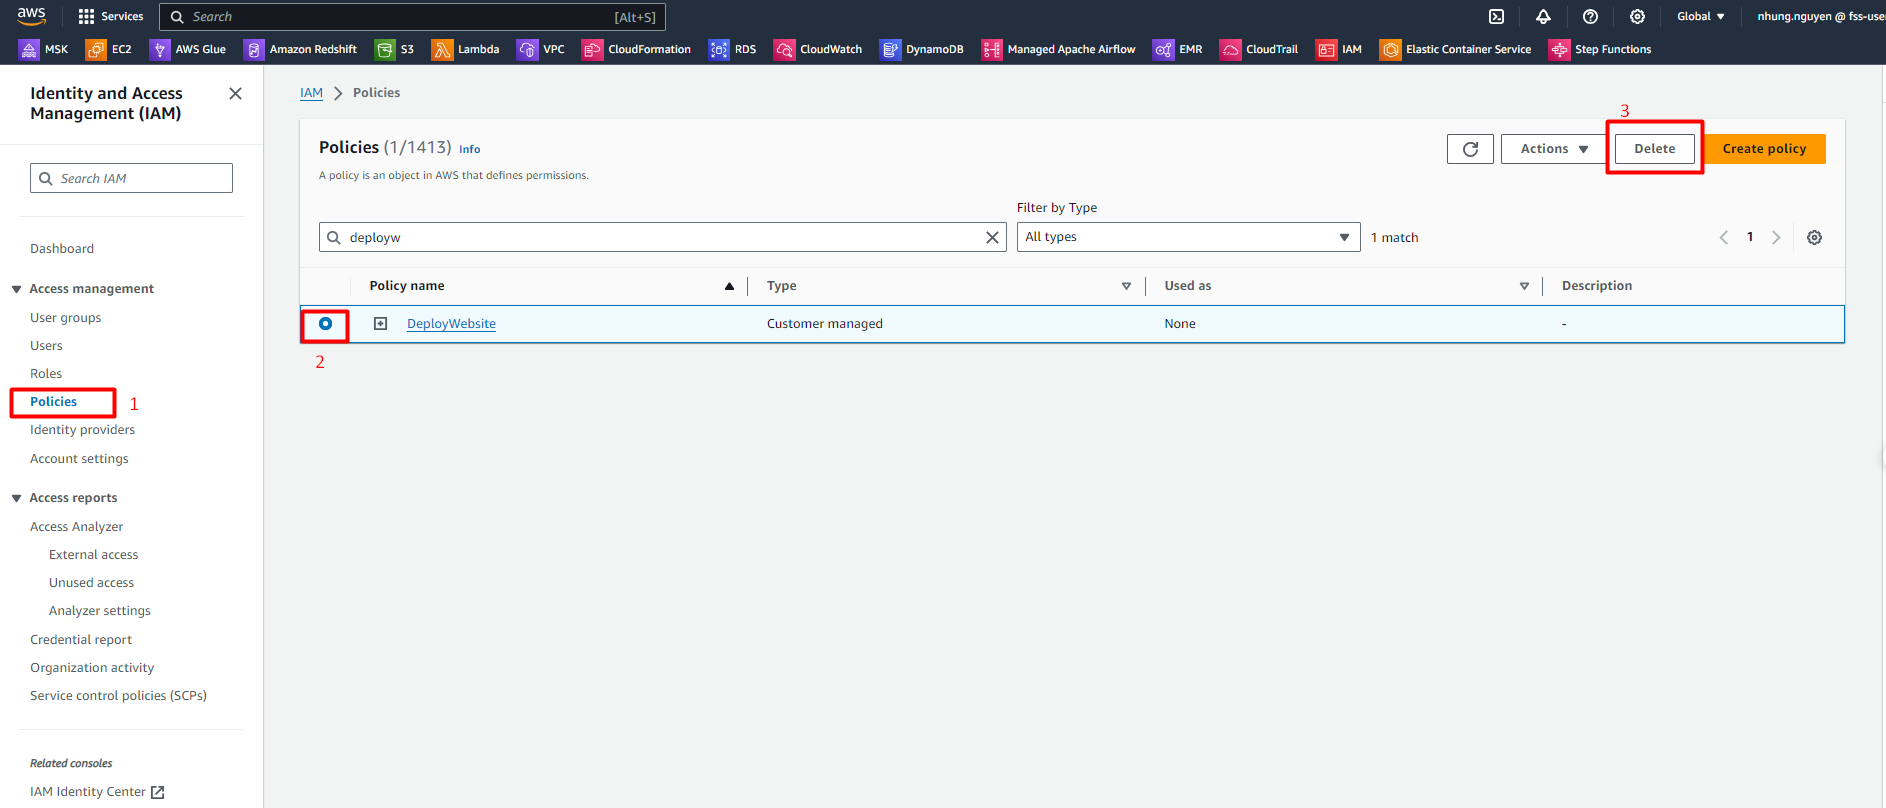 aws
Services
Search
[Alt+S]
Global
nhung.nguyen @ fss-use
MSK
EC2
AWS Glue
Amazon Redshift
S3
Lambda
VPC
CloudFormation
RDS
CloudWatch
DynamoDB
Managed Apache Airflow
EMR
CloudTrail
IAM
Elastic Container Service
Step Functions
Identity and Access
Management (IAM)
Search IAM
Dashboard
Access management
User groups
Users
Roles
Policies
1
Identity providers
Account settings
Access reports
Access Analyzer
External access
Unused access
Analyzer settings
Credential report
Organization activity
Service control policies (SCPs)
Related consoles
IAM Identity Center
IAM > Policies
Policies (1/1413) Info
A policy is an object in AWS that defines permissions.
Actions
3
Delete
Create policy
Filter by Type
deployw
All types
1 match
1
Policy name
Type
Used as
Description
DeployWebsite
Customer managed
None
-
2